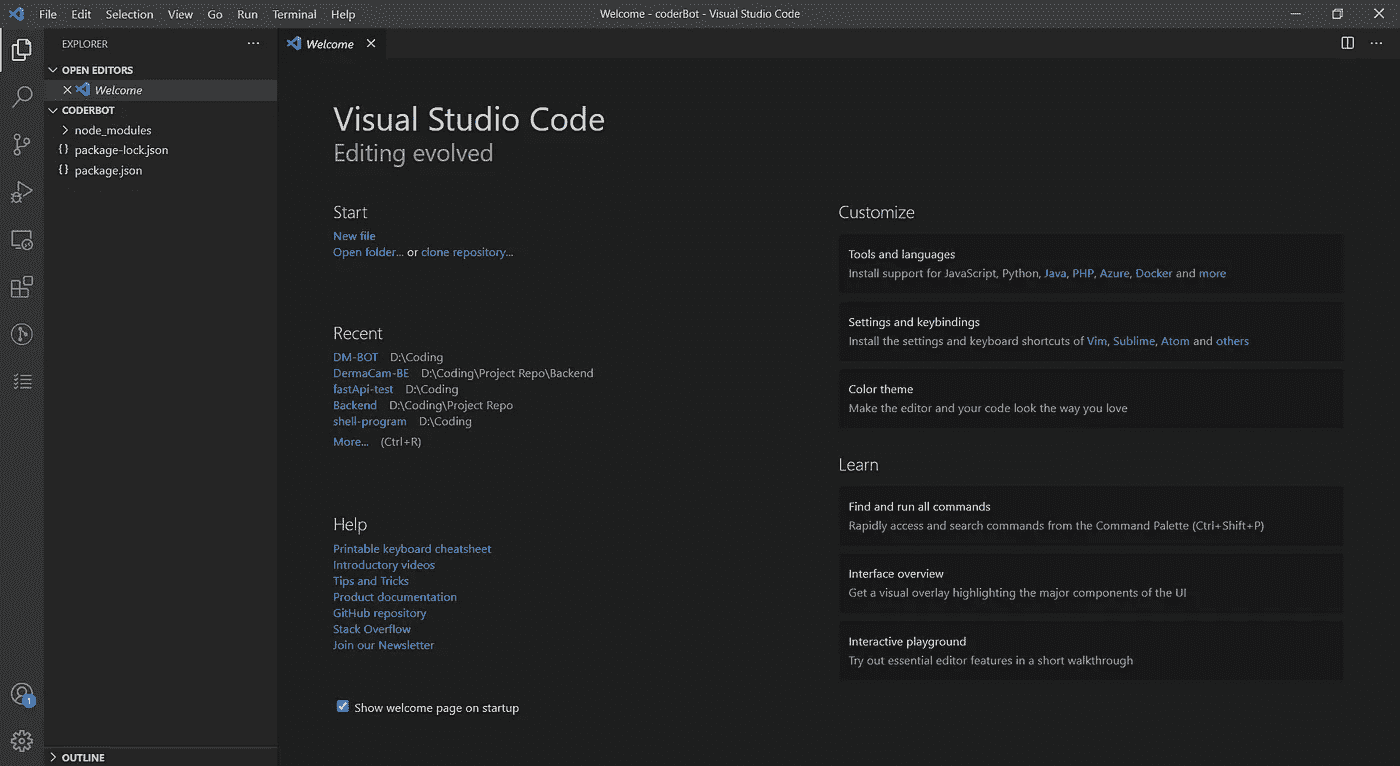 File Edit Selection View Go Run Terminal Help
Welcome - coderBot - Visual Studio Code
EXPLORER
OPEN EDITORS
Welcome
CODERBOT
node_modules
package-lock.json
package.json
OUTLINE
1
Welcome
Visual Studio Code
Editing evolved
Start
New file
Open folder... or clone repository...
Recent
DM-BOT D:\Coding
DermaCam-BE D:\Coding\Project Repo\Backend
fastApi-test D:\Coding
Backend D:\Coding\Project Repo
shell-program D:\Coding
More... (Ctrl+R)
Help
Printable keyboard cheatsheet
Introductory videos
Tips and Tricks
Product documentation
GitHub repository
Stack Overflow
Join our Newsletter
Show welcome page on startup
Customize
Tools and languages
Install support for JavaScript, Python, Java, PHP, Azure, Docker and more
Settings and keybindings
Install the settings and keyboard shortcuts of Vim, Sublime, Atom and others
Color theme
Make the editor and your code look the way you love
Learn
Find and run all commands
Rapidly access and search commands from the Command Palette (Ctrl+Shift+P)
Interface overview
Get a visual overlay highlighting the major components of the UI
Interactive playground
Try out essential editor features in a short walkthrough